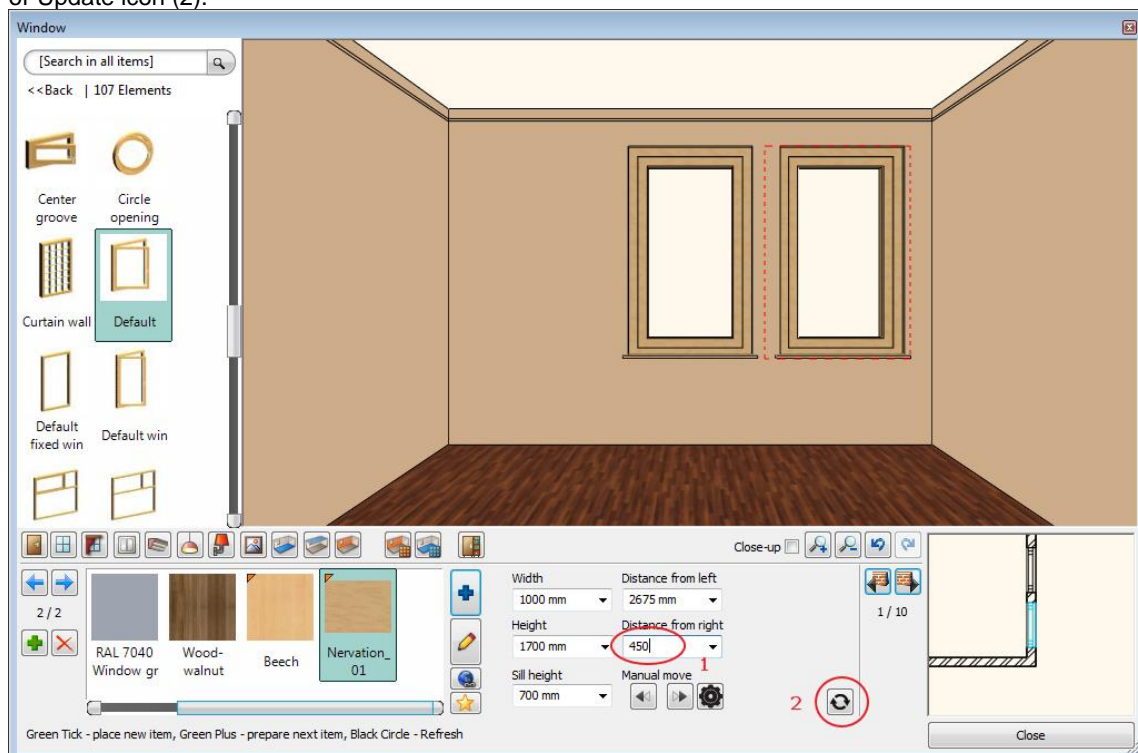 or Update icon (2).
Window
[Search in all items]
<<Back | 107 Elements
Center groove
Circle opening
Curtain wall
Default
Default fixed win
Default win
Close-up
2 / 2
RAL 7040 Window gr
Wood-walnut
Beech
Nervation_01
Width
1000 mm
Distance from left
2675 mm
Height
1700 mm
Distance from right
450
1
Sill height
700 mm
Manual move
2
1 / 10
Green Tick - place new item, Green Plus - prepare next item, Black Circle - Refresh
Close